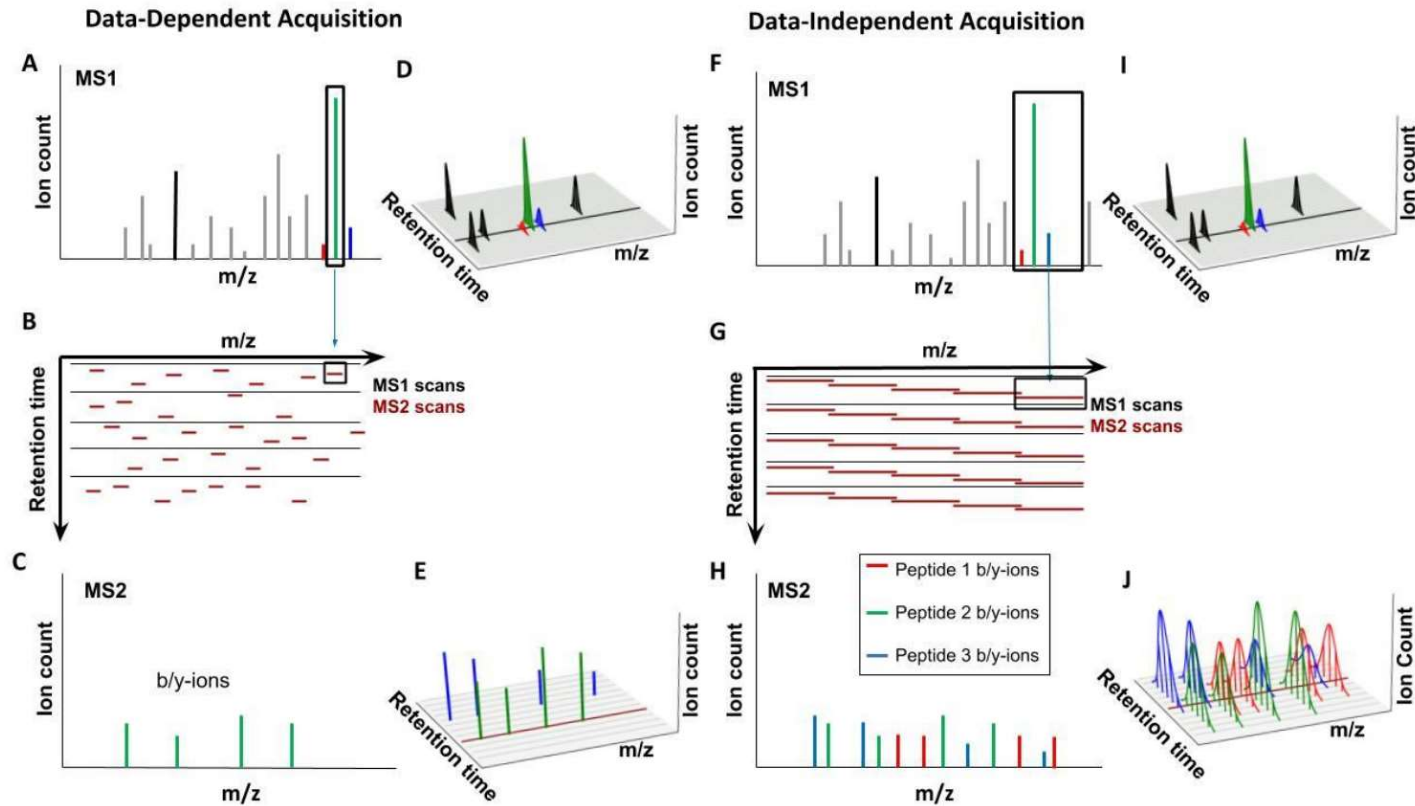 Data-Dependent Acquisition
A
MS1
Ion count
m/z
D
Ion count
Retention time
m/z
B
m/z
Retention time
MS1 scans
MS2 scans
C
MS2
Ion count
b/y-ions
m/z
E
Ion count
Retention time
m/z
Data-Independent Acquisition
F
MS1
Ion count
m/z
I
Ion count
Retention time
m/z
G
m/z
Retention time
MS1 scans
MS2 scans
H
MS2
Ion count
Peptide 1 b/y-ions
Peptide 2 b/y-ions
Peptide 3 b/y-ions
m/z
J
Ion Count
Retention time
m/z